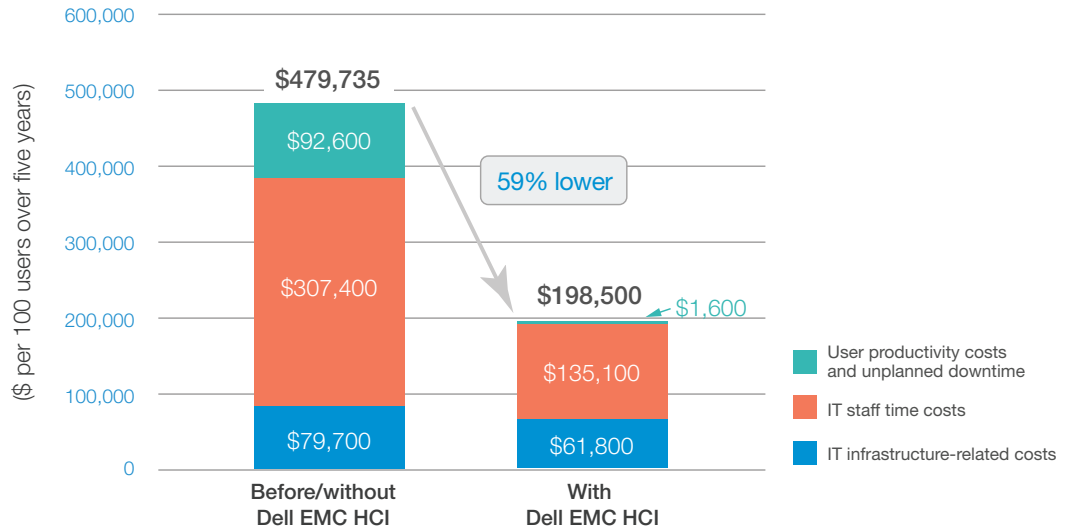 ($ per 100 users over five years)
600,000
500,000
400,000
300,000
200,000
100,000
0
$479,735
$92,600
$307,400
$79,700
59% lower
$198,500
$1,600
$135,100
$61,800
Before/without
Dell EMC HCI
With
Dell EMC HCI
User productivity costs
and unplanned downtime
IT staff time costs
IT infrastructure-related costs